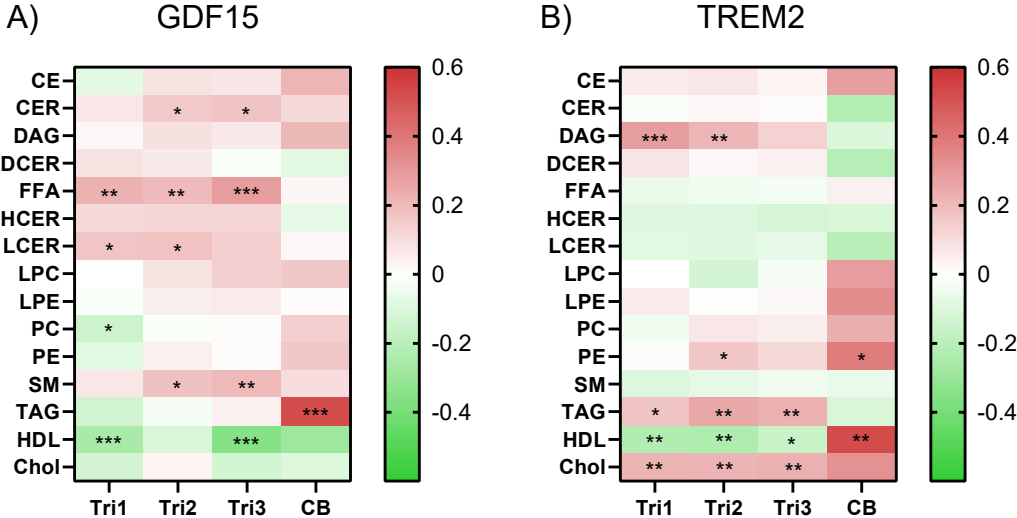 A) GDF15
CE
CER * *
DAG
DCER
FFA ** ** ***
HCER
LCER * *
LPC
LPE
PC *
PE
SM * **
TAG ***
HDL *** ***
Chol
Tri1 Tri2 Tri3 CB
0.6
0.4
0.2
0
-0.2
-0.4
B) TREM2
CE
CER
DAG *** **
DCER
FFA
HCER
LCER
LPC
LPE
PC
PE * *
SM
TAG * ** **
HDL ** ** * **
Chol ** ** **
Tri1 Tri2 Tri3 CB
0.6
0.4
0.2
0
-0.2
-0.4